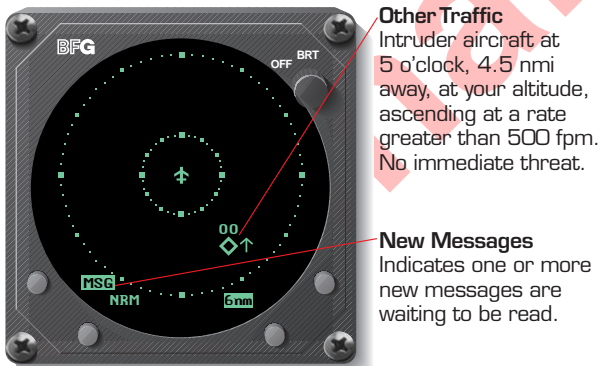 BFG
OFF
BRT
00
MSG
NRM
6nm
Other Traffic
Intruder aircraft at
5 o'clock, 4.5 nmi
away, at your altitude,
ascending at a rate
greater than 500 fpm.
No immediate threat.
New Messages
Indicates one or more
new messages are
waiting to be read.